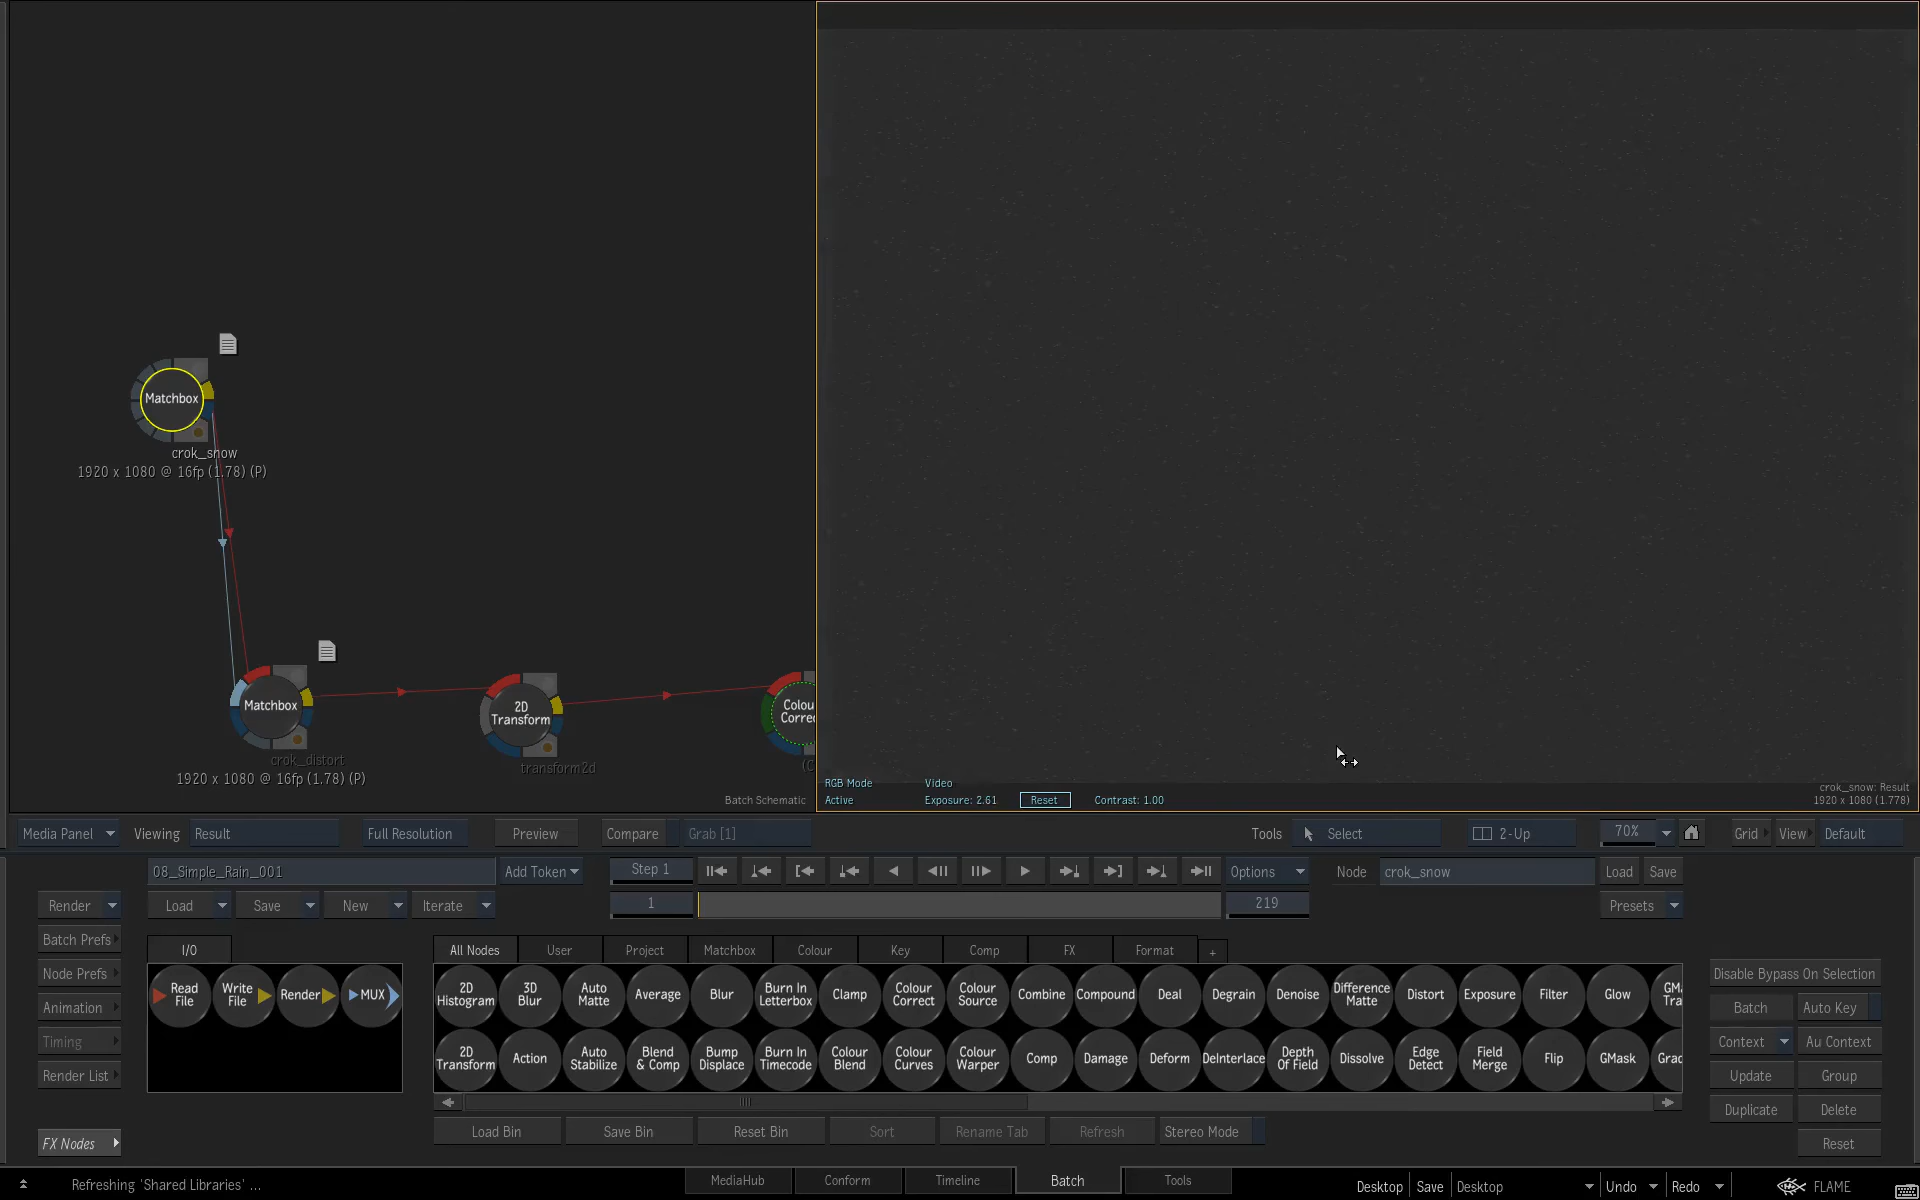 Matchbox
crok_snow
1920 x 1080 @ 16fp (1.78) (P)
Matchbox
crok_distort
1920 x 1080 @ 16fp (1.78) (P)
2D
Transform
transform2d
Colou
Correc
(C
Batch Schematic
RGB Mode
Video
Active
Exposure: 2.61
Reset
Contrast: 1.00
crok_snow: Result
1920 x 1080 (1.778)
Media Panel
Viewing
Result
Full Resolution
Preview
Compare
Grab [1]
Tools
Select
2-Up
70%
Grid
View
Default
08_Simple_Rain_001
Add Token
Step 1
Options
Node
crok_snow
Load
Save
Render
Load
Save
New
Iterate
1
219
Presets
Batch Prefs
Node Prefs
Animation
Timing
Render List
FX Nodes
I/O
Read File
Write File
Render
MUX
All Nodes
User
Project
Matchbox
Colour
Key
Comp
FX
Format
+
2D Histogram
3D Blur
Auto Matte
Average
Blur
Burn In Letterbox
Clamp
Colour Correct
Colour Source
Combine
Compound
Deal
Degrain
Denoise
Difference Matte
Distort
Exposure
Filter
Glow
GMa
Tra
2D Transform
Action
Auto Stabilize
Blend & Comp
Bump Displace
Burn In Timecode
Colour Blend
Colour Curves
Colour Warper
Comp
Damage
Deform
DeInterlace
Depth Of Field
Dissolve
Edge Detect
Field Merge
Flip
GMask
Grad
Load Bin
Save Bin
Reset Bin
Sort
Rename Tab
Refresh
Stereo Mode
Disable Bypass On Selection
Batch
Auto Key
Context
Au Context
Update
Group
Duplicate
Delete
Reset
Refreshing 'Shared Libraries' ...
MediaHub
Conform
Timeline
Batch
Tools
Desktop
Save
Desktop
Undo
Redo
FLAME